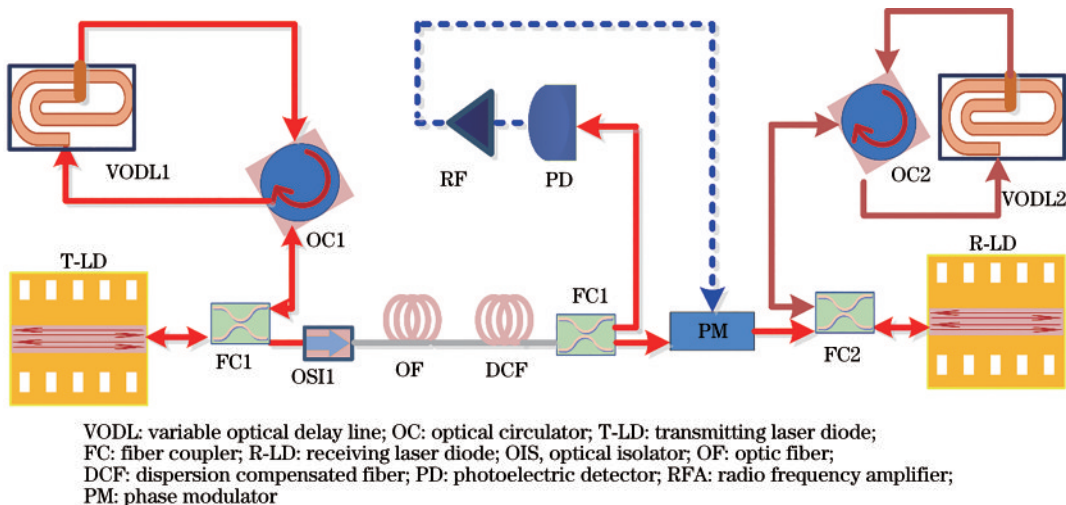 VODL1
OC1
T-LD
FC1
OSI1
OF
DCF
FC1
RF
PD
PM
OC2
VODL2
R-LD
FC2
VODL: variable optical delay line; OC: optical circulator; T-LD: transmitting laser diode;
FC: fiber coupler; R-LD: receiving laser diode; OIS, optical isolator; OF: optic fiber;
DCF: dispersion compensated fiber; PD: photoelectric detector; RFA: radio frequency amplifier;
PM: phase modulator